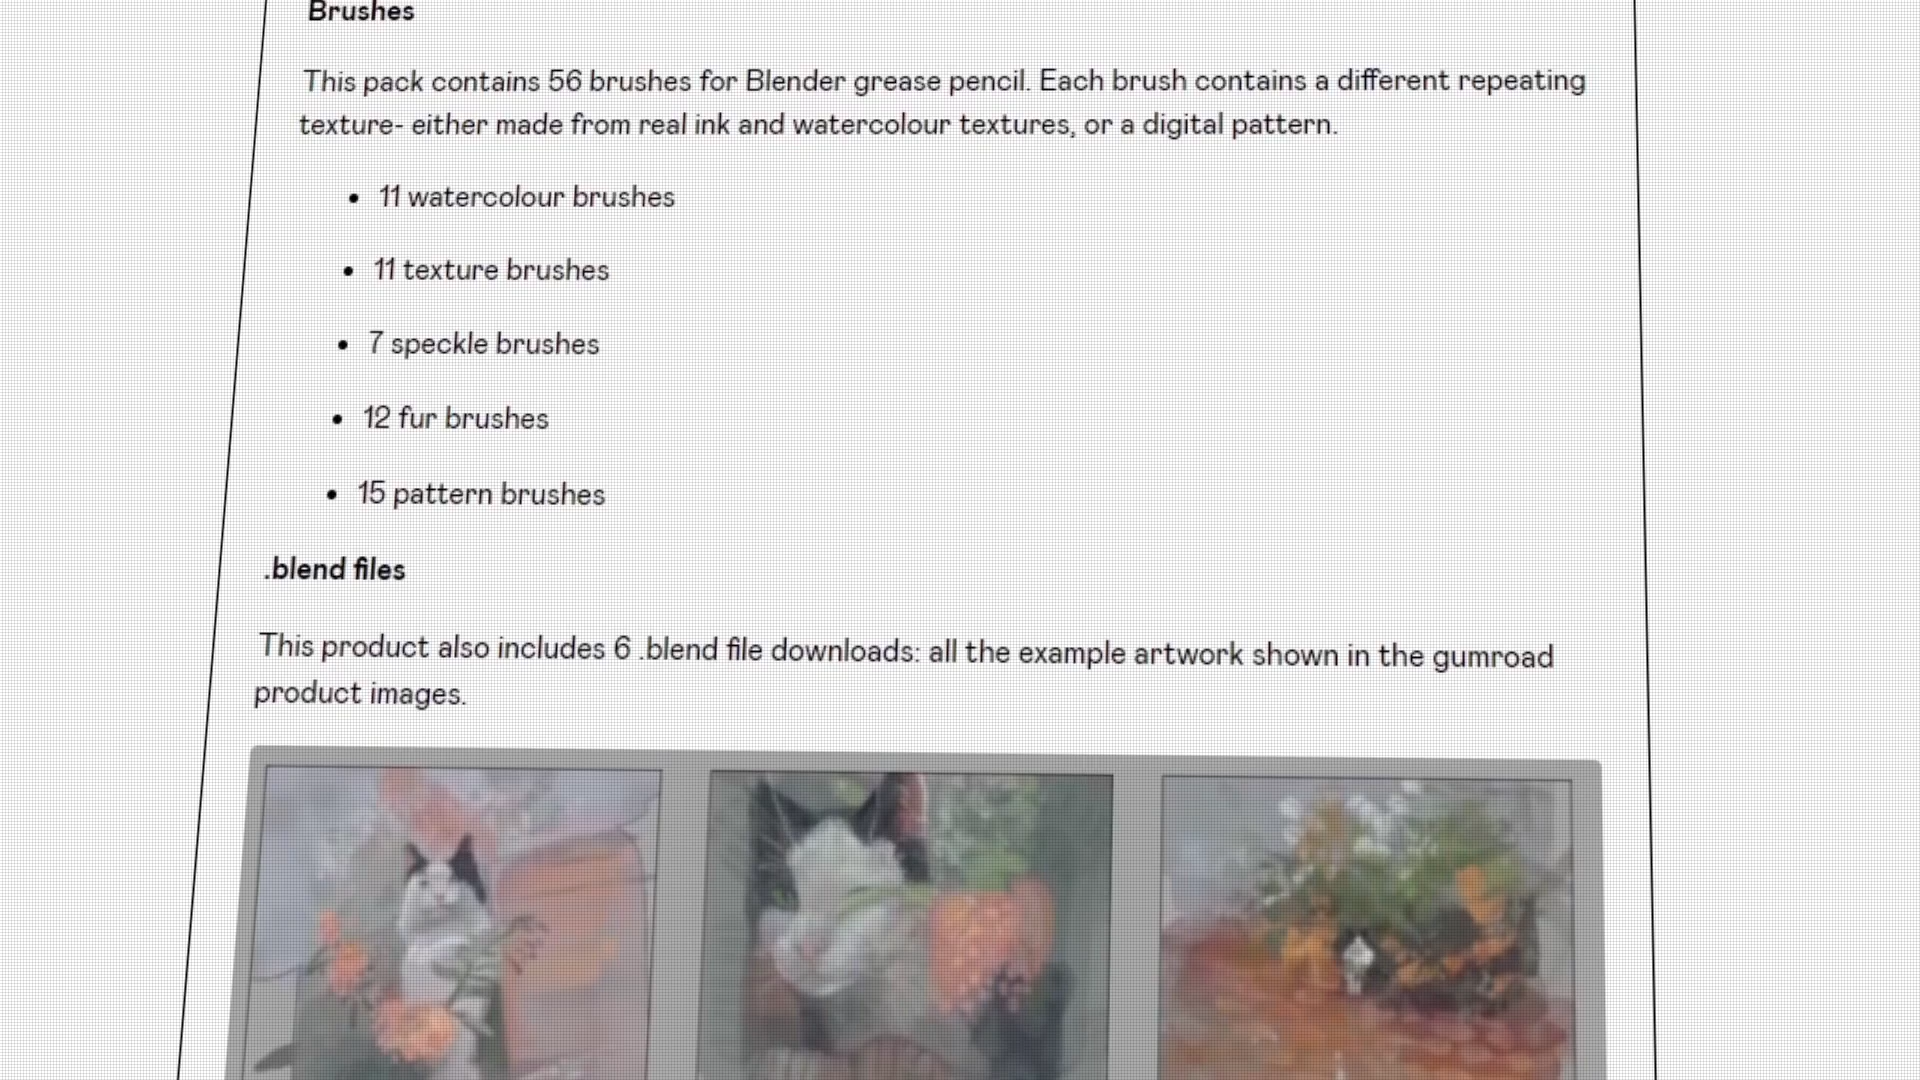 Brushes
This pack contains 56 brushes for Blender grease pencil. Each brush contains a different repeating
texture- either made from real ink and watercolour textures, or a digital pattern.
• 11 watercolour brushes
• 11 texture brushes
• 7 speckle brushes
• 12 fur brushes
• 15 pattern brushes
.blend files
This product also includes 6 .blend file downloads: all the example artwork shown in the gumroad
product images.